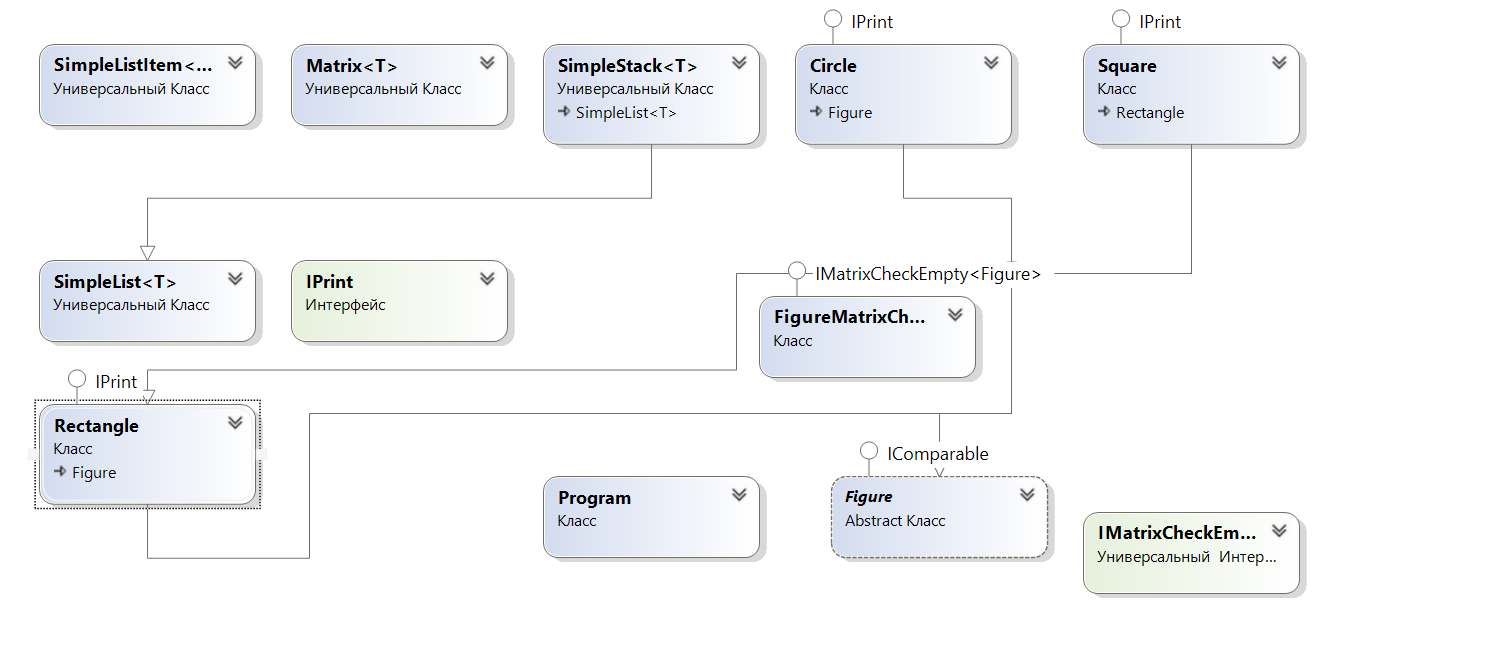 IPrint
IPrint
SimpleListItem<...
Универсальный Класс
Matrix<T>
Универсальный Класс
SimpleStack<T>
Универсальный Класс
SimpleList<T>
Circle
Класс
Figure
Square
Класс
Rectangle
SimpleList<T>
Универсальный Класс
IPrint
Интерфейс
IMatrixCheckEmpty<Figure>
FigureMatrixCh...
Класс
IPrint
Rectangle
Класс
Figure
Program
Класс
IComparable
Figure
Abstract Класс
IMatrixCheckEm...
Универсальный Интер...